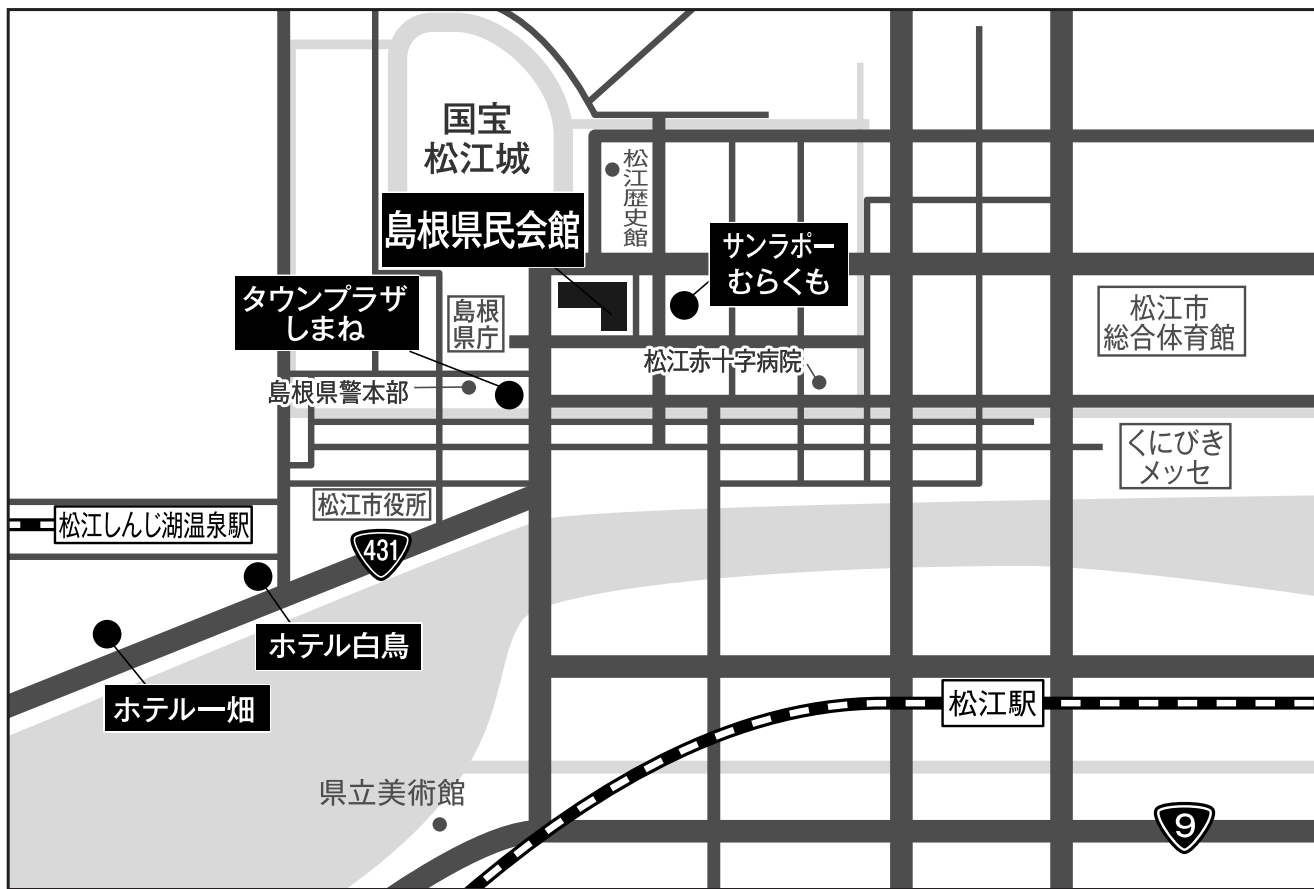 国宝
松江城
松江歴史館
島根県民会館
サンラポー
むらくも
タウンプラザ
しまね
島根
県庁
松江市
総合体育館
松江赤十字病院
島根県警本部
くにびき
メッセ
松江市役所
松江しんじ湖温泉駅
431
ホテル白鳥
ホテル一畑
松江駅
県立美術館
9